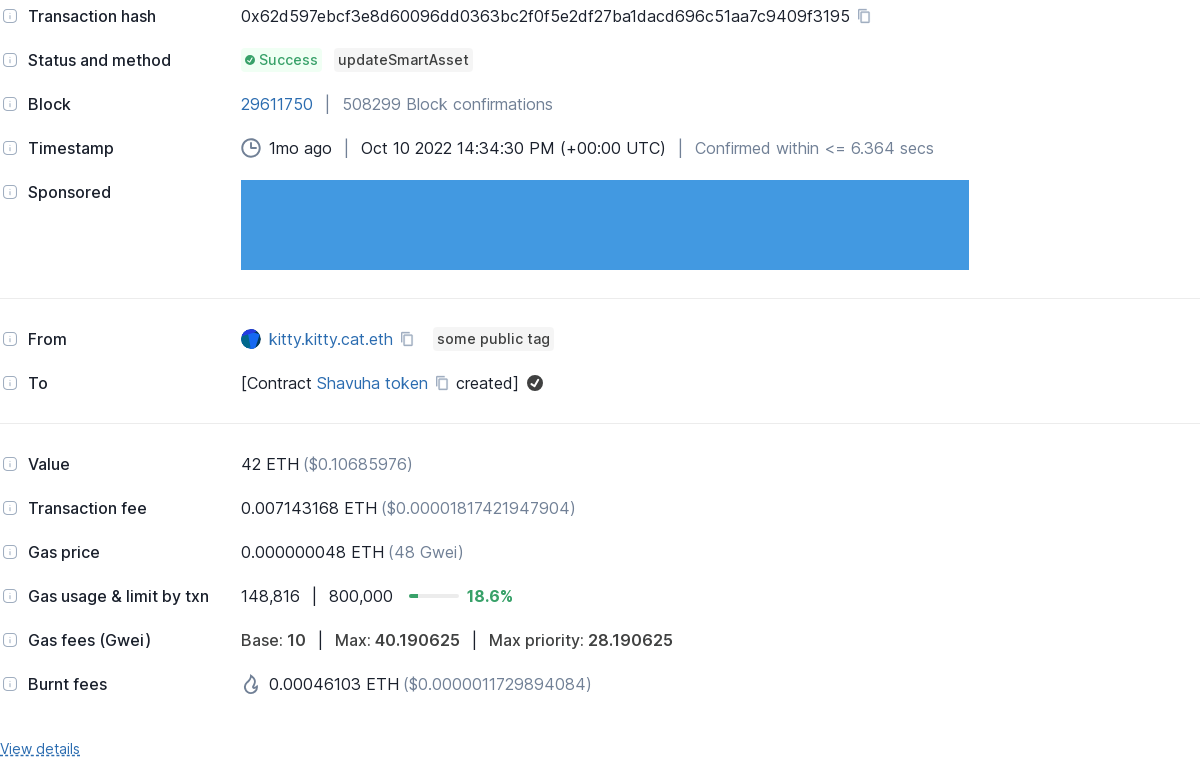 Transaction hash 0x62d597ebcf3e8d60096dd0363bc2f0f5e2df27ba1dacd696c51aa7c9409f3195
Status and method Success updateSmartAsset
Block 29611750 | 508299 Block confirmations
Timestamp 1mo ago | Oct 10 2022 14:34:30 PM (+00:00 UTC) | Confirmed within <= 6.364 secs
Sponsored
From kitty.kitty.cat.eth some public tag
To [Contract Shavuha token created]
Value 42 ETH ($0.10685976)
Transaction fee 0.007143168 ETH ($0.00001817421947904)
Gas price 0.000000048 ETH (48 Gwei)
Gas usage & limit by txn 148,816 | 800,000 18.6%
Gas fees (Gwei) Base: 10 | Max: 40.190625 | Max priority: 28.190625
Burnt fees 0.00046103 ETH ($0.0000011729894084)
View details